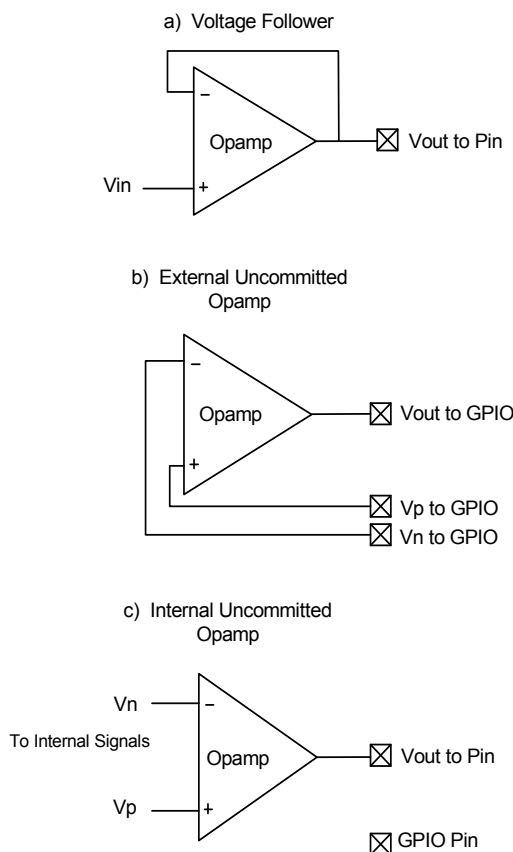 a) Voltage Follower
−
Opamp
Vout to Pin
Vin
+
b) External Uncommitted
Opamp
−
Opamp
Vout to GPIO
+
Vp to GPIO
Vn to GPIO
c) Internal Uncommitted
Opamp
Vn
−
To Internal Signals
Opamp
Vout to Pin
Vp
+
GPIO Pin